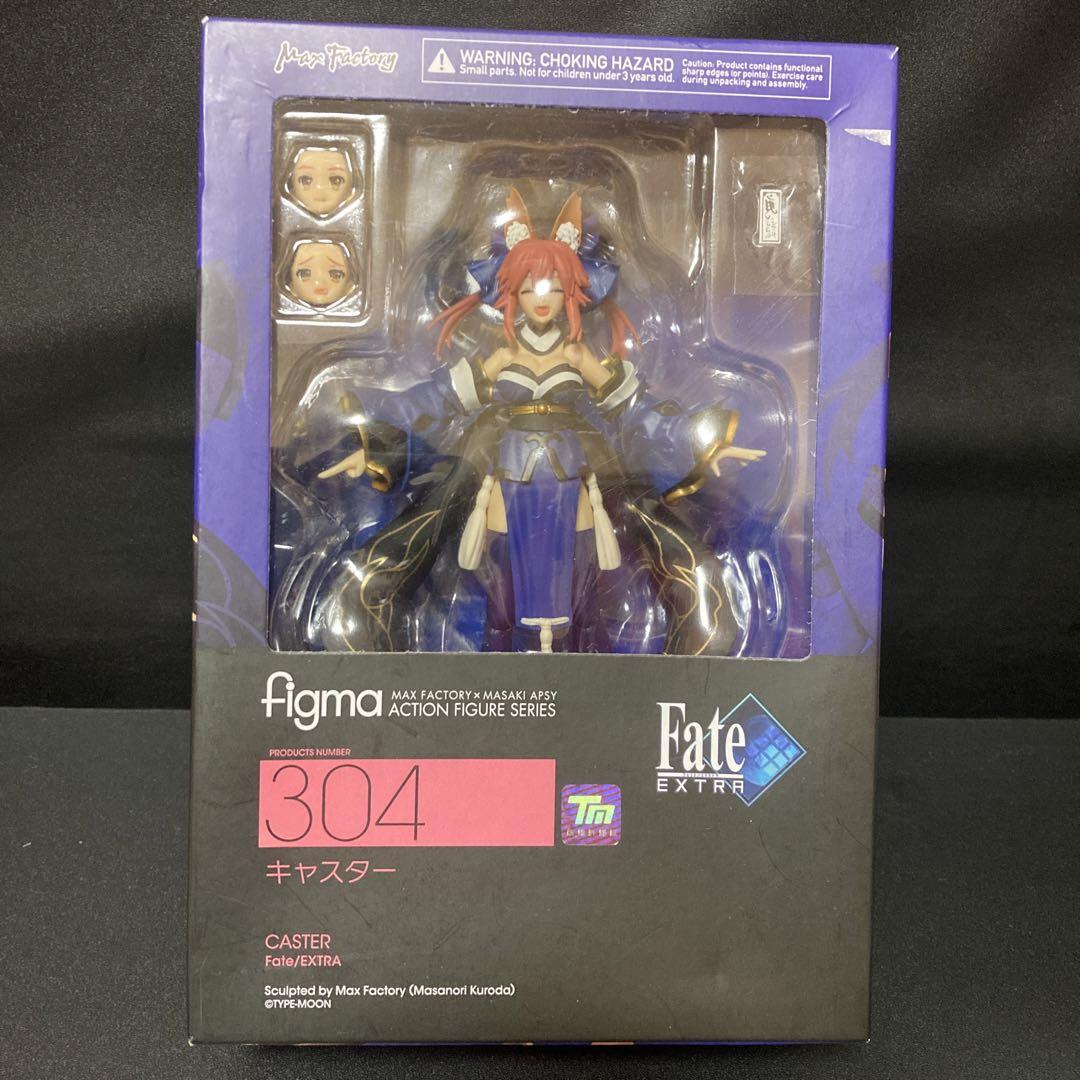 Max Factory
WARNING: CHOKING HAZARD
Small parts. Not for children under 3 years old.
Caution: Product contains functional
sharp edges (or points). Exercise care
during unpacking and assembly.
figma
MAX FACTORY × MASAKI APSY
ACTION FIGURE SERIES
Fate
EXTRA
PRODUCTS NUMBER
304
TM
キャスター
CASTER
Fate/EXTRA
Sculpted by Max Factory (Masanori Kuroda)
©TYPE-MOON